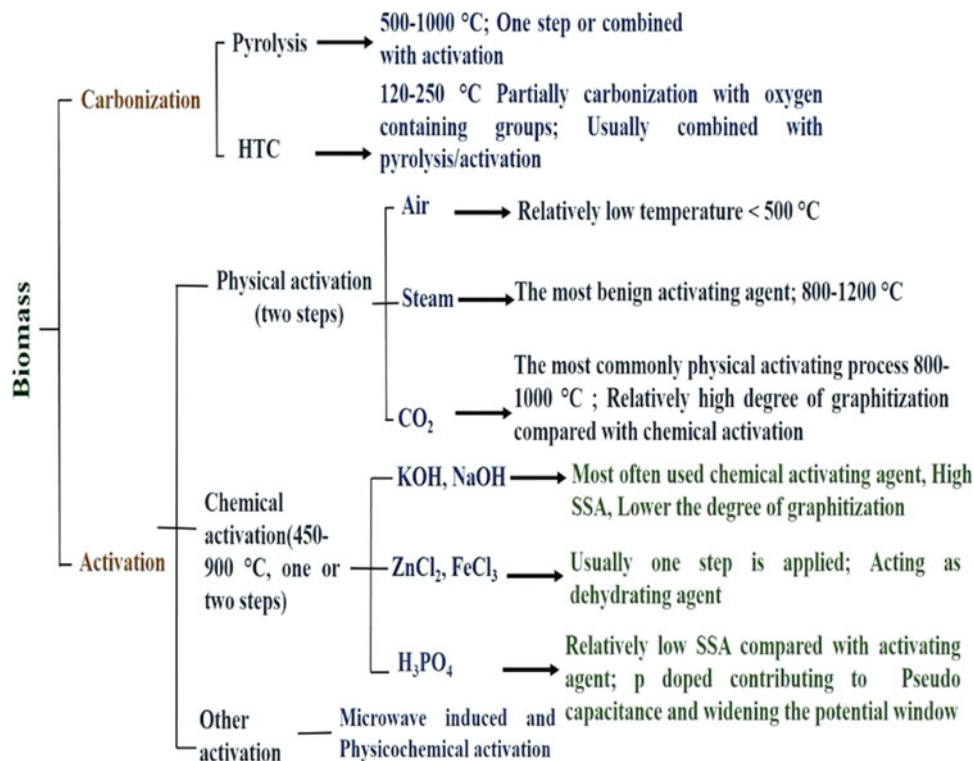 Biomass
Carbonization
Pyrolysis
500-1000 °C; One step or combined
with activation
HTC
120-250 °C Partially carbonization with oxygen
containing groups; Usually combined with
pyrolysis/activation
Activation
Physical activation
(two steps)
Air
Relatively low temperature < 500 °C
Steam
The most benign activating agent; 800-1200 °C
CO₂
The most commonly physical activating process 800-
1000 °C ; Relatively high degree of graphitization
compared with chemical activation
Chemical
activation(450-
900 °C, one or
two steps)
KOH, NaOH
Most often used chemical activating agent, High
SSA, Lower the degree of graphitization
ZnCl₂, FeCl₃
Usually one step is applied; Acting as
dehydrating agent
H₃PO₄
Relatively low SSA compared with activating
agent; p doped contributing to Pseudo
capacitance and widening the potential window
Other
activation
Microwave induced and
Physicochemical activation